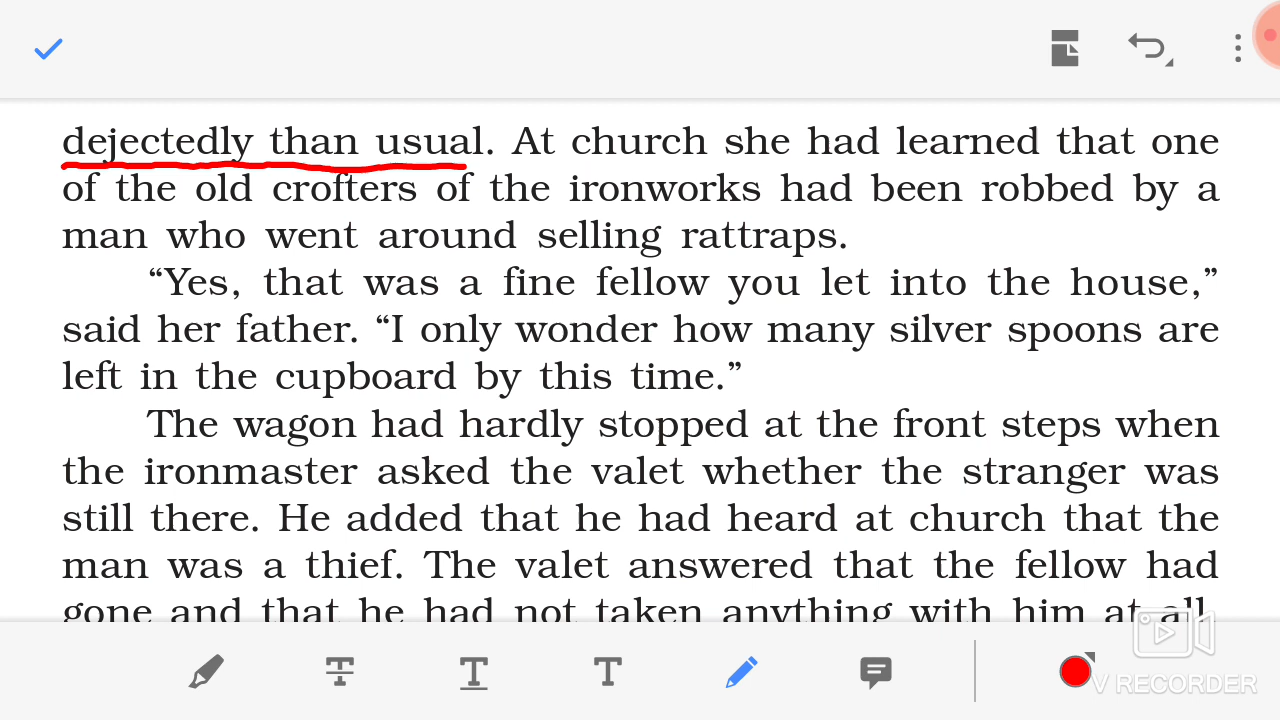 dejectedly than usual. At church she had learned that one
of the old crofters of the ironworks had been robbed by a
man who went around selling rattraps.
“Yes, that was a fine fellow you let into the house,”
said her father. “I only wonder how many silver spoons are
left in the cupboard by this time.”
The wagon had hardly stopped at the front steps when
the ironmaster asked the valet whether the stranger was
still there. He added that he had heard at church that the
man was a thief. The valet answered that the fellow had
gone and that he had not taken anything with him at all.
T T T
V RECORDER